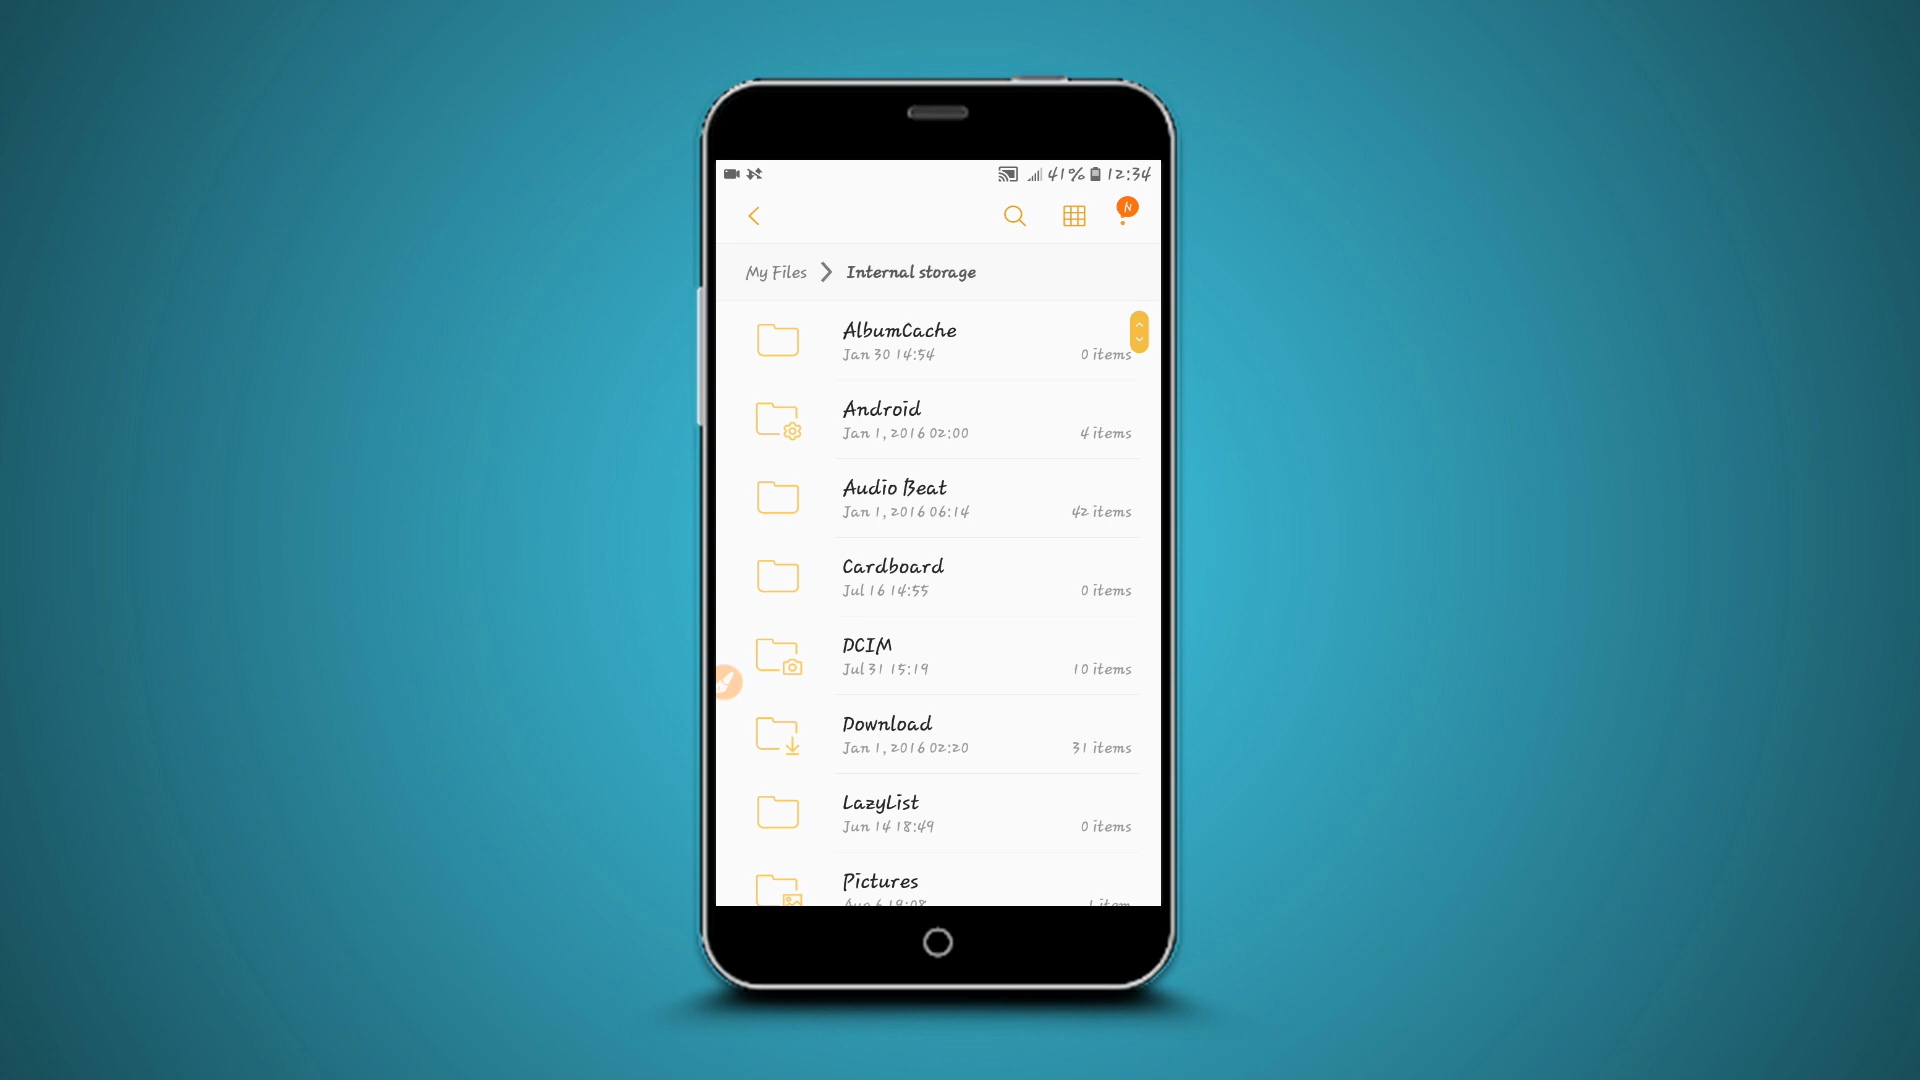 41% 12:34
N
My Files > Internal storage
AlbumCache
Jan 30 14:54 0 items
Android
Jan 1, 2016 02:00 4 items
Audio Beat
Jan 1, 2016 06:14 42 items
Cardboard
Jul 16 14:55 0 items
DCIM
Jul 31 15:19 10 items
Download
Jan 1, 2016 02:20 31 items
LazyList
Jun 14 18:49 0 items
Pictures
1 item